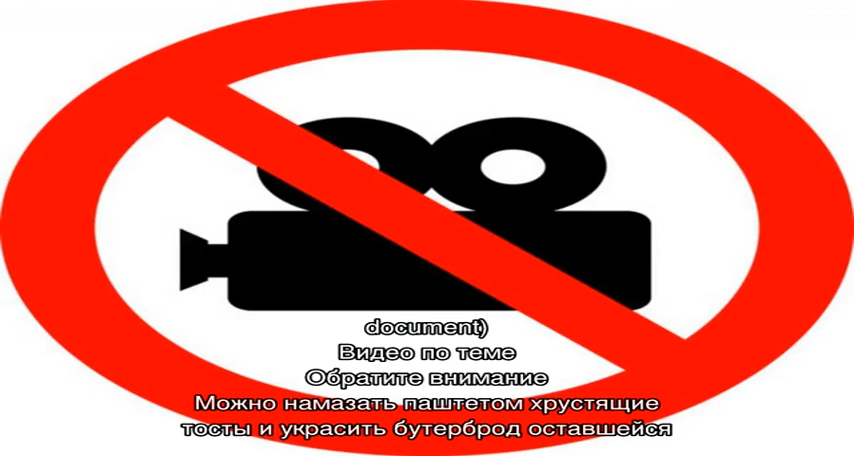 document)
Видео по теме
Обратите внимание
Можно намазать паштетом хрустящие
тосты и украсить бутерброд оставшейся